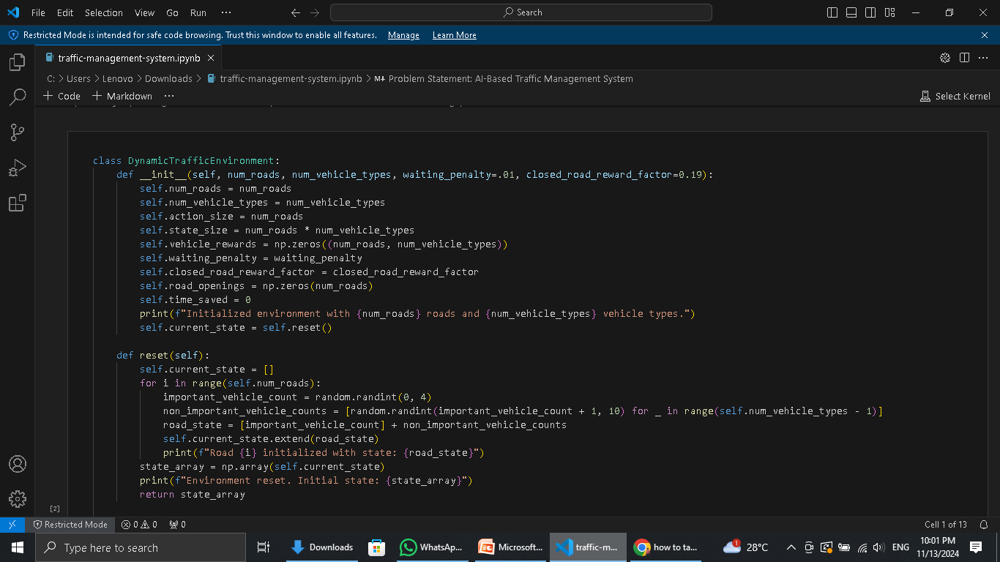 File Edit Selection View Go Run ···
Search
Restricted Mode is intended for safe code browsing. Trust this window to enable all features. Manage Learn More
traffic-management-system.ipynb
C: > Users > Lenovo > Downloads > traffic-management-system.ipynb > M↓ Problem Statement: AI-Based Traffic Management System
+ Code + Markdown ···
Select Kernel
class DynamicTrafficEnvironment:
    def __init__(self, num_roads, num_vehicle_types, waiting_penalty=.01, closed_road_reward_factor=0.19):
        self.num_roads = num_roads
        self.num_vehicle_types = num_vehicle_types
        self.action_size = num_roads
        self.state_size = num_roads * num_vehicle_types
        self.vehicle_rewards = np.zeros((num_roads, num_vehicle_types))
        self.waiting_penalty = waiting_penalty
        self.closed_road_reward_factor = closed_road_reward_factor
        self.road_openings = np.zeros(num_roads)
        self.time_saved = 0
        print(f"Initialized environment with {num_roads} roads and {num_vehicle_types} vehicle types.")
        self.current_state = self.reset()
    def reset(self):
        self.current_state = []
        for i in range(self.num_roads):
            important_vehicle_count = random.randint(0, 4)
            non_important_vehicle_counts = [random.randint(important_vehicle_count + 1, 10) for _ in range(self.num_vehicle_types - 1)]
            road_state = [important_vehicle_count] + non_important_vehicle_counts
            self.current_state.extend(road_state)
            print(f"Road {i} initialized with state: {road_state}")
        state_array = np.array(self.current_state)
        print(f"Environment reset. Initial state: {state_array}")
        return state_array
[2]
Restricted Mode 0 0 0
Cell 1 of 13
Type here to search
Downloads
WhatsAp...
Microsoft...
traffic-m...
how to ta...
1
28°C
ENG
10:01 PM
11/13/2024